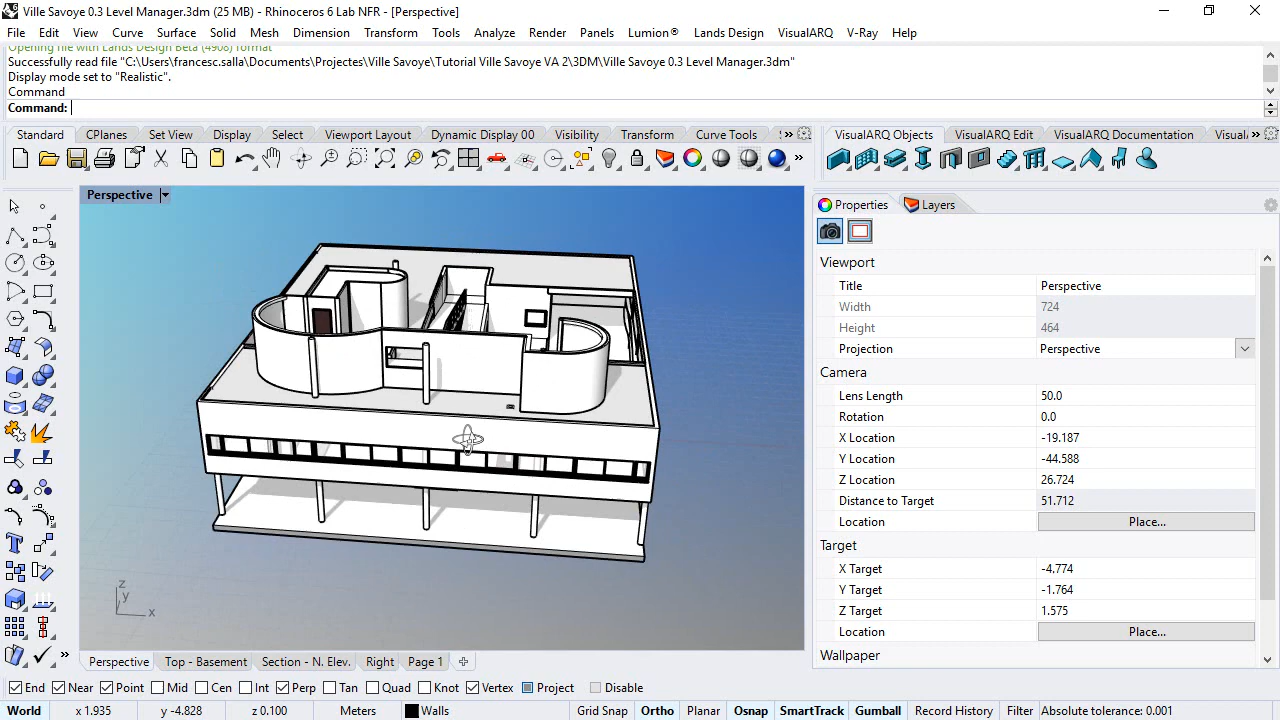 Ville Savoye 0.3 Level Manager.3dm (25 MB) - Rhinoceros 6 Lab NFR - [Perspective]
File Edit View Curve Surface Solid Mesh Dimension Transform Tools Analyze Render Panels Lumion® Lands Design VisualARQ V-Ray Help
Opening file with Lands Design Beta (4908) format
Successfully read file "C:\Users\francesc.salla\Documents\Projectes\Ville Savoye\Tutorial Ville Savoye VA 2\3DM\Ville Savoye 0.3 Level Manager.3dm"
Display mode set to "Realistic".
Command
Command:
Standard CPlanes Set View Display Select Viewport Layout Dynamic Display 00 Visibility Transform Curve Tools » VisualARQ Objects VisualARQ Edit VisualARQ Documentation Visual »
Perspective
Properties Layers
Viewport
Title Perspective
Width 724
Height 464
Projection Perspective
Camera
Lens Length 50.0
Rotation 0.0
X Location -19.187
Y Location -44.588
Z Location 26.724
Distance to Target 51.712
Location Place...
Target
X Target -4.774
Y Target -1.764
Z Target 1.575
Location Place...
Wallpaper
z
y
x
Perspective Top - Basement Section - N. Elev. Right Page 1
End Near Point Mid Cen Int Perp Tan Quad Knot Vertex Project Disable
World x 1.935 y -4.828 z 0.100 Meters Walls Grid Snap Ortho Planar Osnap SmartTrack Gumball Record History Filter Absolute tolerance: 0.001